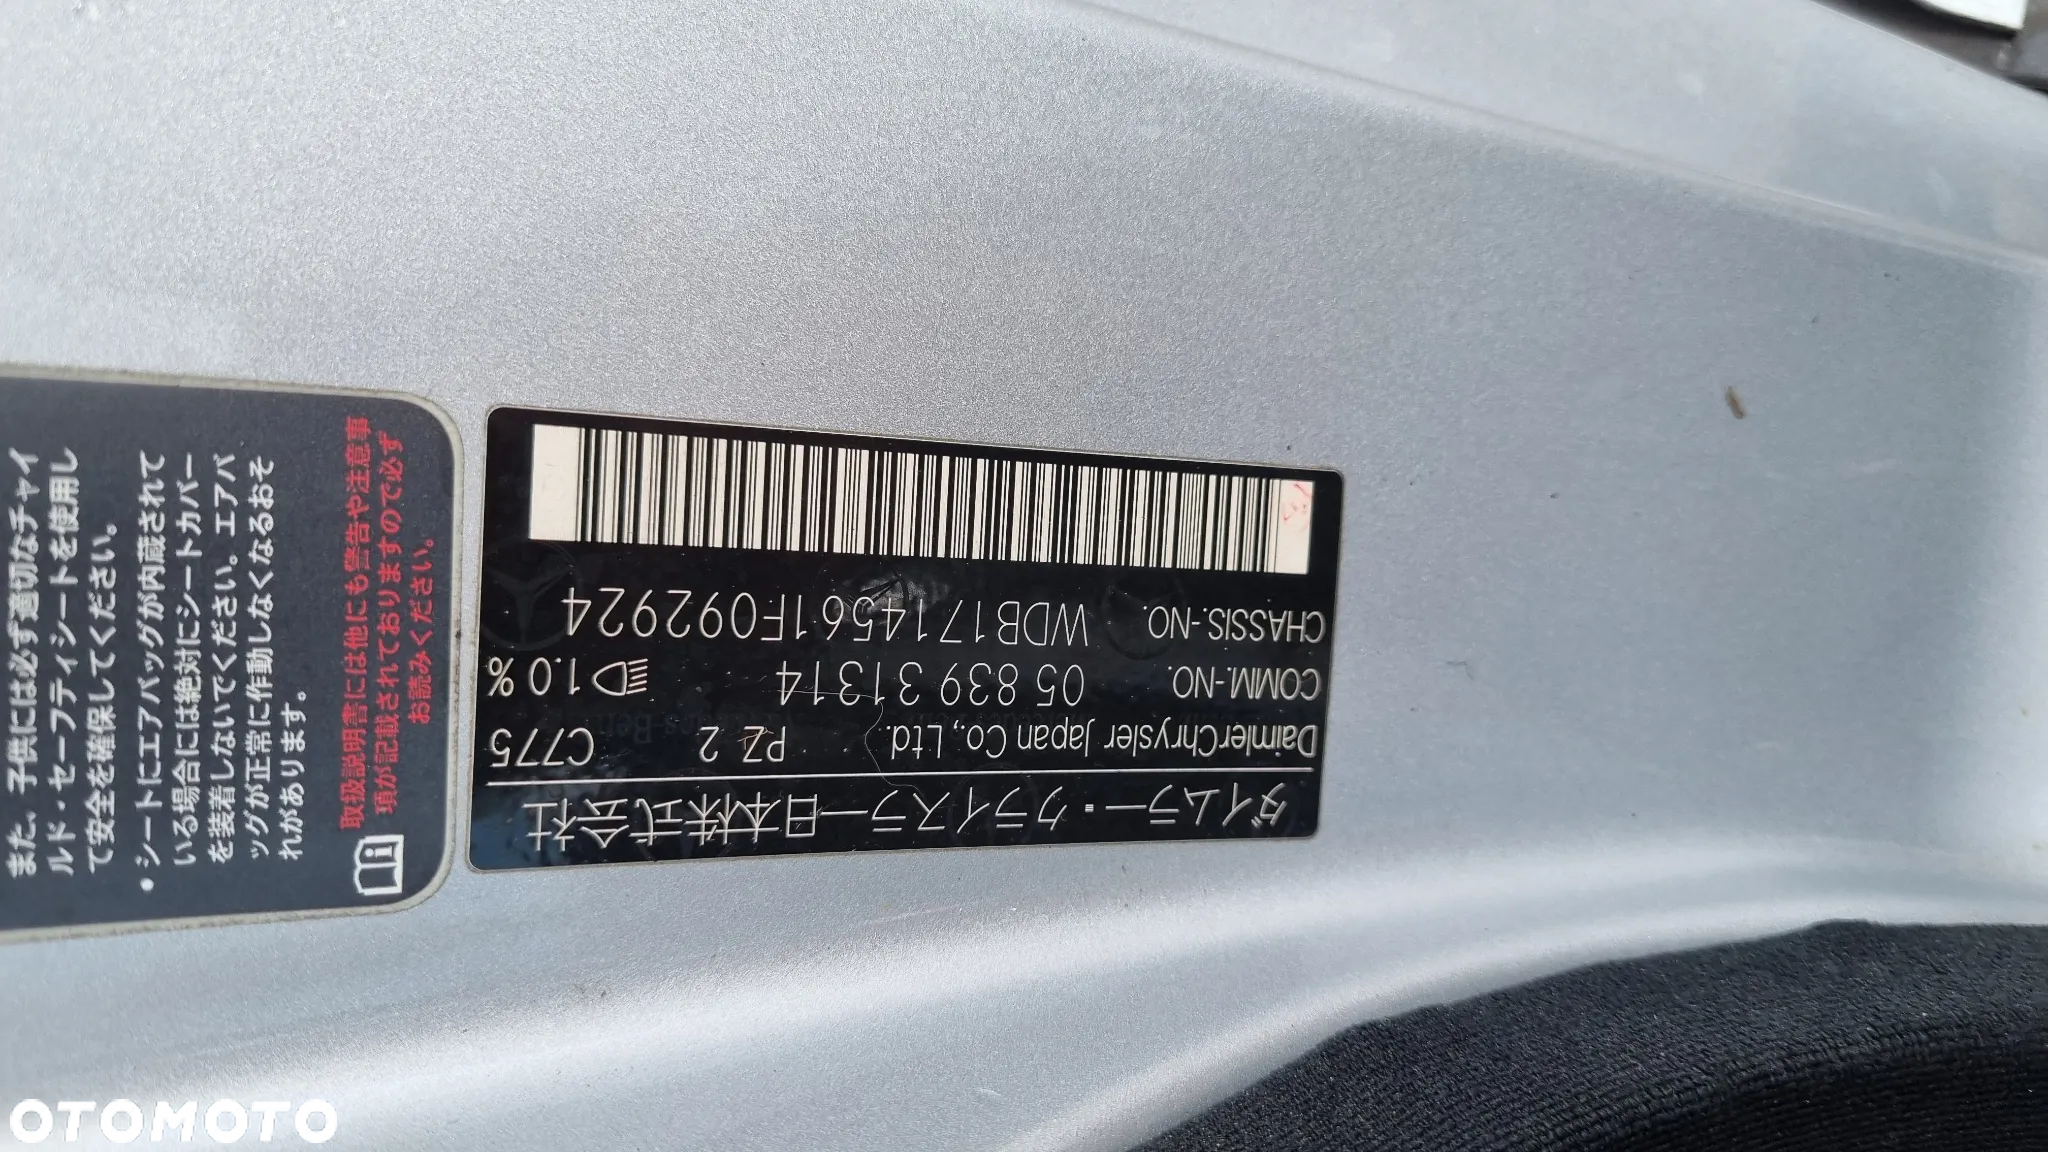 また、子供には必ず適切なチャイ
ルド・セーフティシートを使用し
て安全を確保してください。
・シートにエアバッグが内蔵されて
いる場合には絶対にシートカバー
を装着しないでください。エアバ
ッグが正常に作動しなくなるおそ
れがあります。
取扱説明書には他にも警告や注意事
項が記載されておりますので必ず
お読みください。
ダイムラー・クライスラー日本株式会社
DaimlerChrysler Japan Co., Ltd. PZ 2 C775
COMM.-NO. 05 839 31314 1.0 %
CHASSIS.-NO. WDB1714561F092924
OTOMOTO